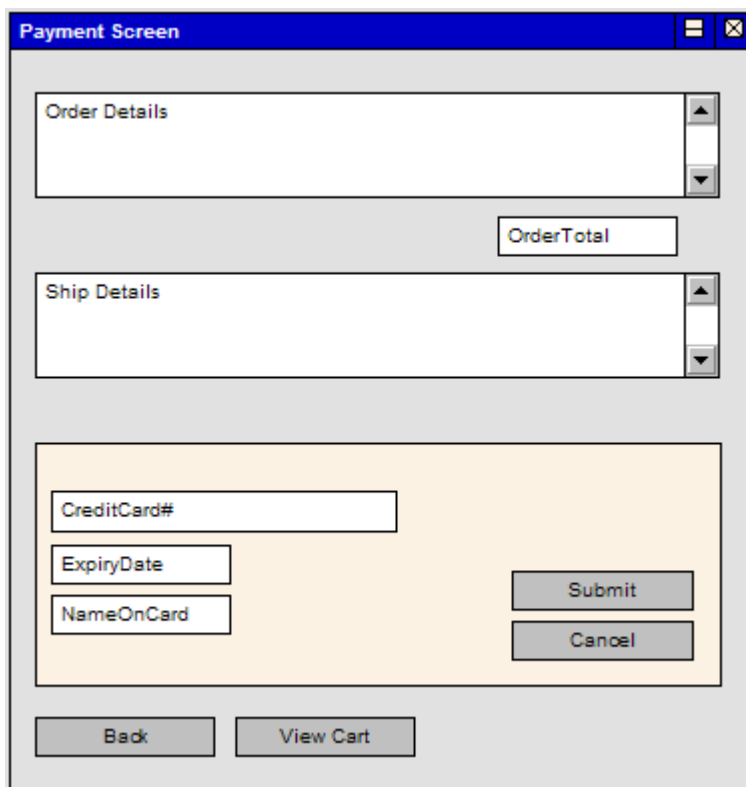 Payment Screen
Order Details
OrderTotal
Ship Details
CreditCard#
ExpiryDate
NameOnCard
Submit
Cancel
Back
View Cart